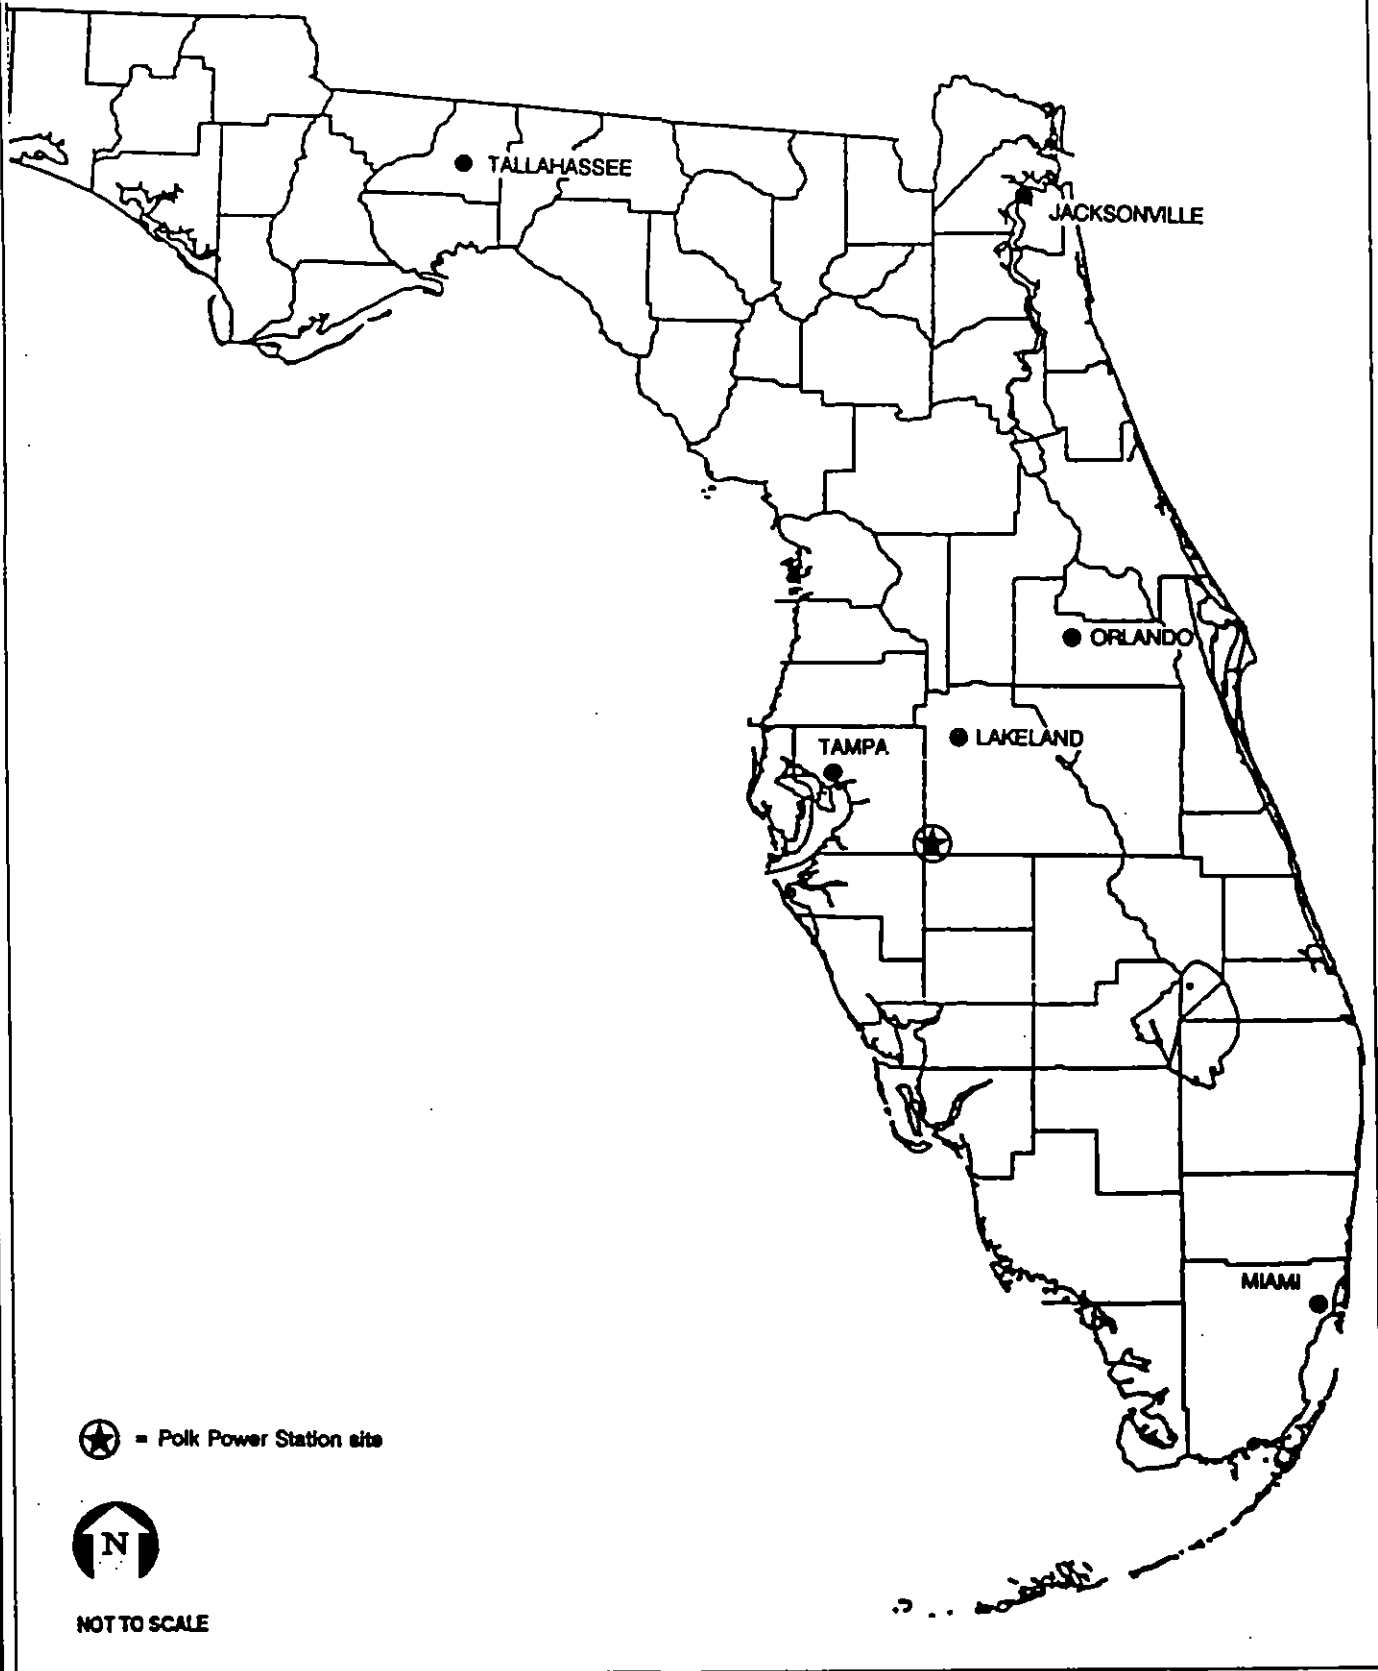 TALLAHASSEE
JACKSONVILLE
ORLANDO
LAKELAND
TAMPA
MIAMI
= Polk Power Station site
N
NOT TO SCALE